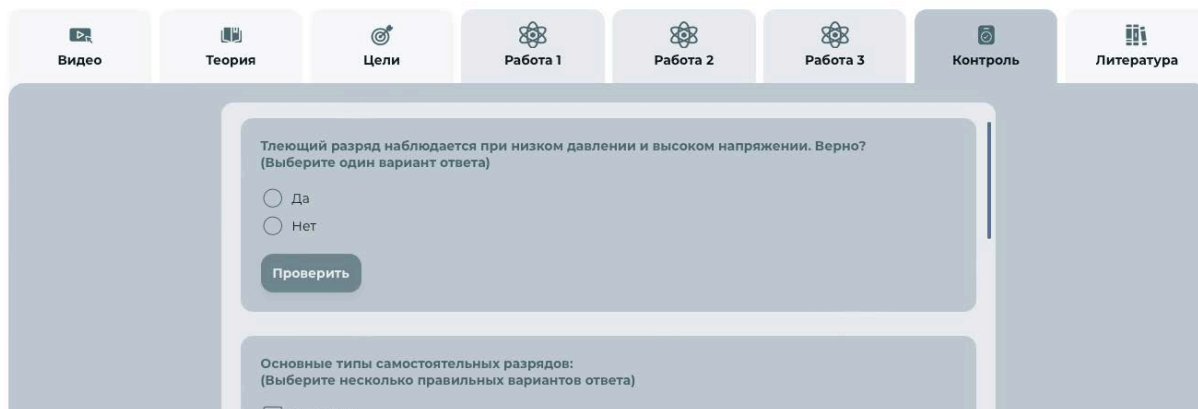 Видео
Теория
Цели
Работа 1
Работа 2
Работа 3
Контроль
Литература
Тлеющий разряд наблюдается при низком давлении и высоком напряжении. Верно?
(Выберите один вариант ответа)
Да
Нет
Проверить
Основные типы самостоятельных разрядов:
(Выберите несколько правильных вариантов ответа)